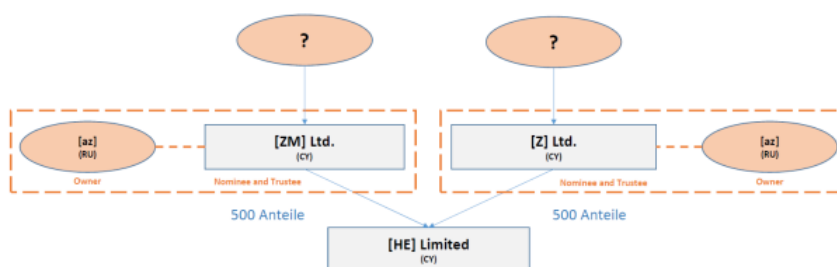 ?
?
[az]
(RU)
Owner
[ZM] Ltd.
(CY)
Nominee and Trustee
[Z] Ltd.
(CY)
Nominee and Trustee
[az]
(RU)
Owner
500 Anteile
500 Anteile
[HE] Limited
(CY)